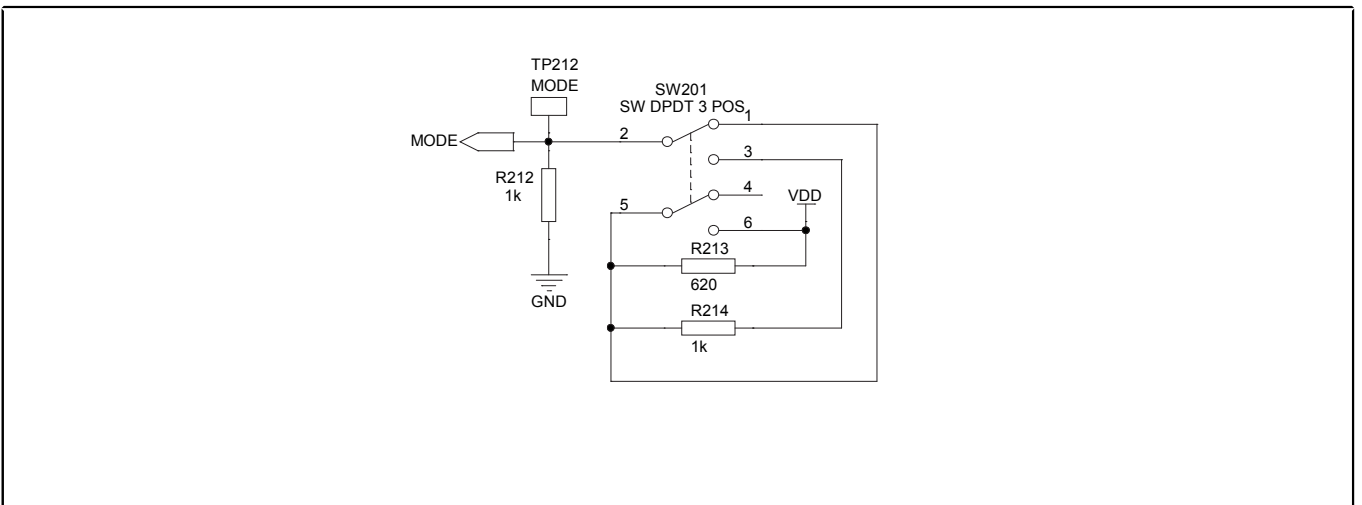 TP212
MODE
SW201
SW DPDT 3 POS
1
MODE
2
3
R212
1k
4
VDD
5
6
R213
620
GND
R214
1k